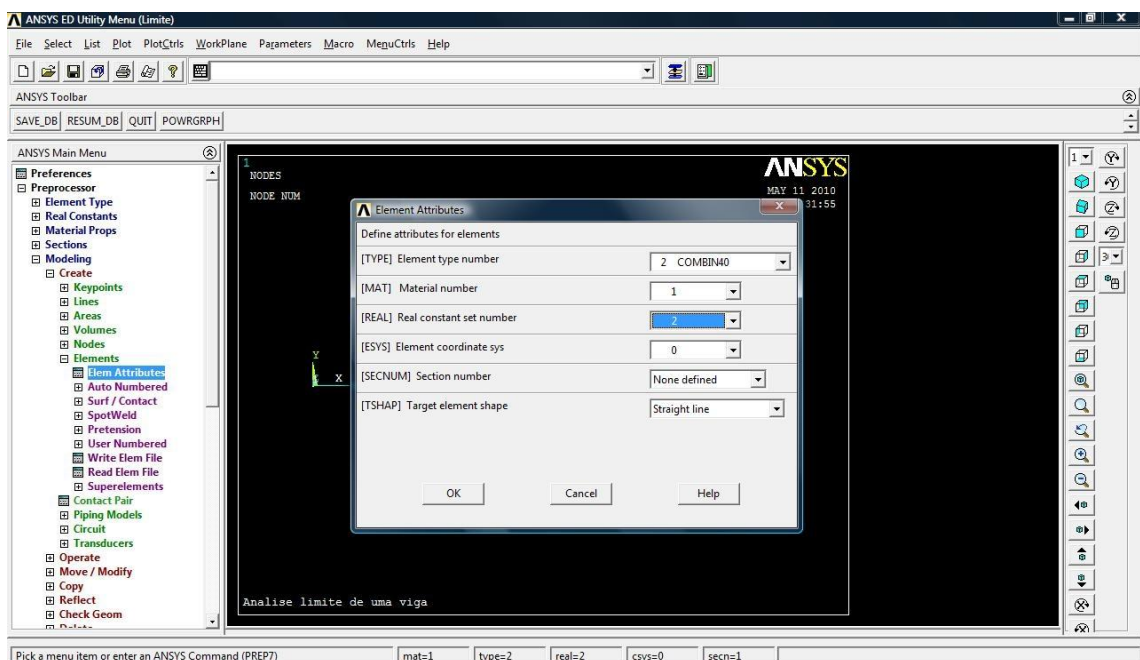 ANSYS ED Utility Menu (Limite)
File Select List Plot PlotCtrls WorkPlane Parameters Macro MenuCtrls Help
ANSYS Toolbar
SAVE_DB RESUM_DB QUIT POWRGRPH
ANSYS Main Menu
Preferences
Preprocessor
Element Type
Real Constants
Material Props
Sections
Modeling
Create
Keypoints
Lines
Areas
Volumes
Nodes
Elements
Elem Attributes
Auto Numbered
Surf / Contact
SpotWeld
Pretension
User Numbered
Write Elem File
Read Elem File
Superelements
Contact Pair
Piping Models
Circuit
Transducers
Operate
Move / Modify
Copy
Reflect
Check Geom
1
NODES
NODE NUM
ANSYS
MAY 11 2010
31:55
Y
X
Element Attributes
Define attributes for elements
[TYPE] Element type number 2 COMBIN40
[MAT] Material number 1
[REAL] Real constant set number 2
[ESYS] Element coordinate sys 0
[SECNUM] Section number None defined
[TSHAP] Target element shape Straight line
OK Cancel Help
Analise limite de uma viga
1
3
Pick a menu item or enter an ANSYS Command (PREP7) mat=1 type=2 real=2 csys=0 secn=1